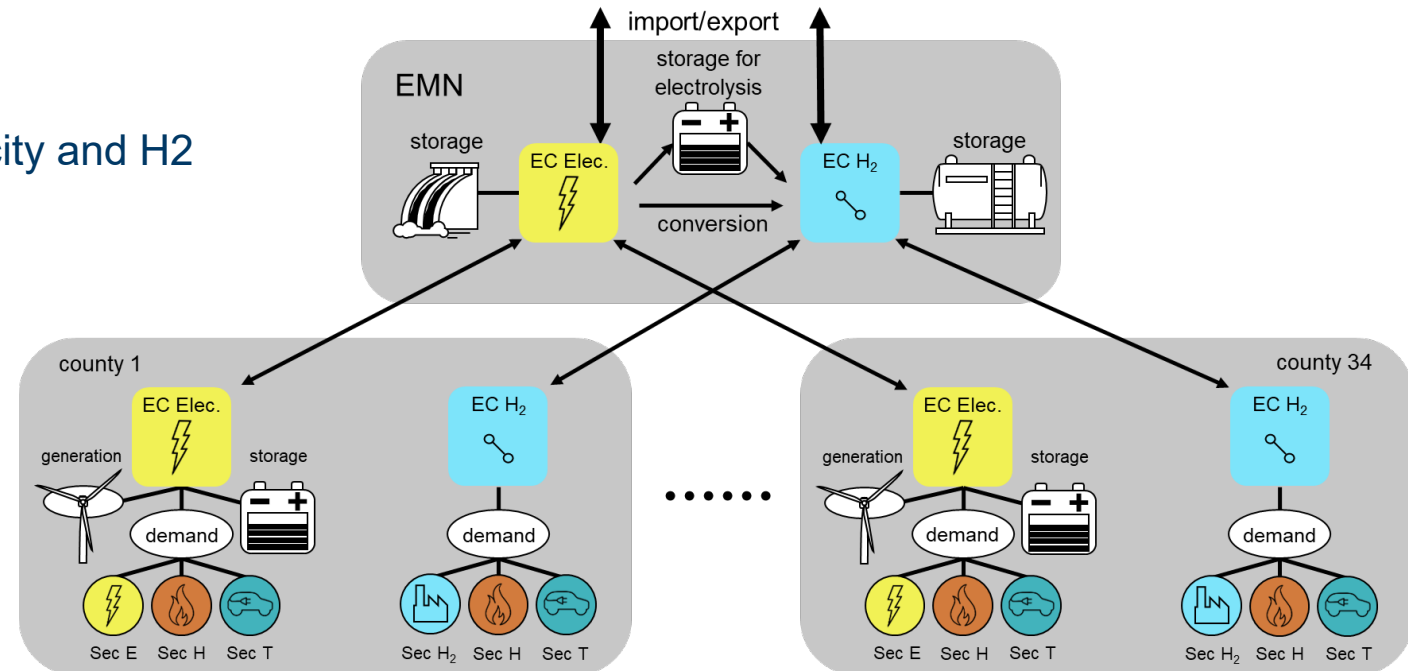 import/export
EMN
storage for
electrolysis
city and H2
storage
EC Elec.
EC H₂
storage
conversion
county 1
county 34
EC Elec.
EC H₂
EC Elec.
EC H₂
generation
storage
generation
storage
demand
demand
demand
demand
Sec E
Sec H
Sec T
Sec H₂
Sec H
Sec T
Sec E
Sec H
Sec T
Sec H₂
Sec H
Sec T